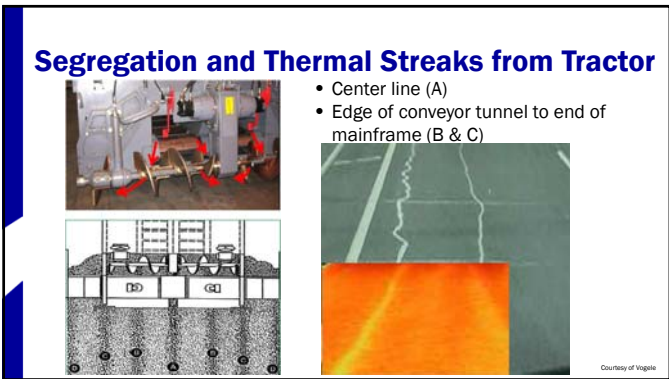 Segregation and Thermal Streaks from Tractor
• Center line (A)
• Edge of conveyor tunnel to end of
mainframe (B & C)
D
C
B
A
B
C
D
Courtesy of Vogele